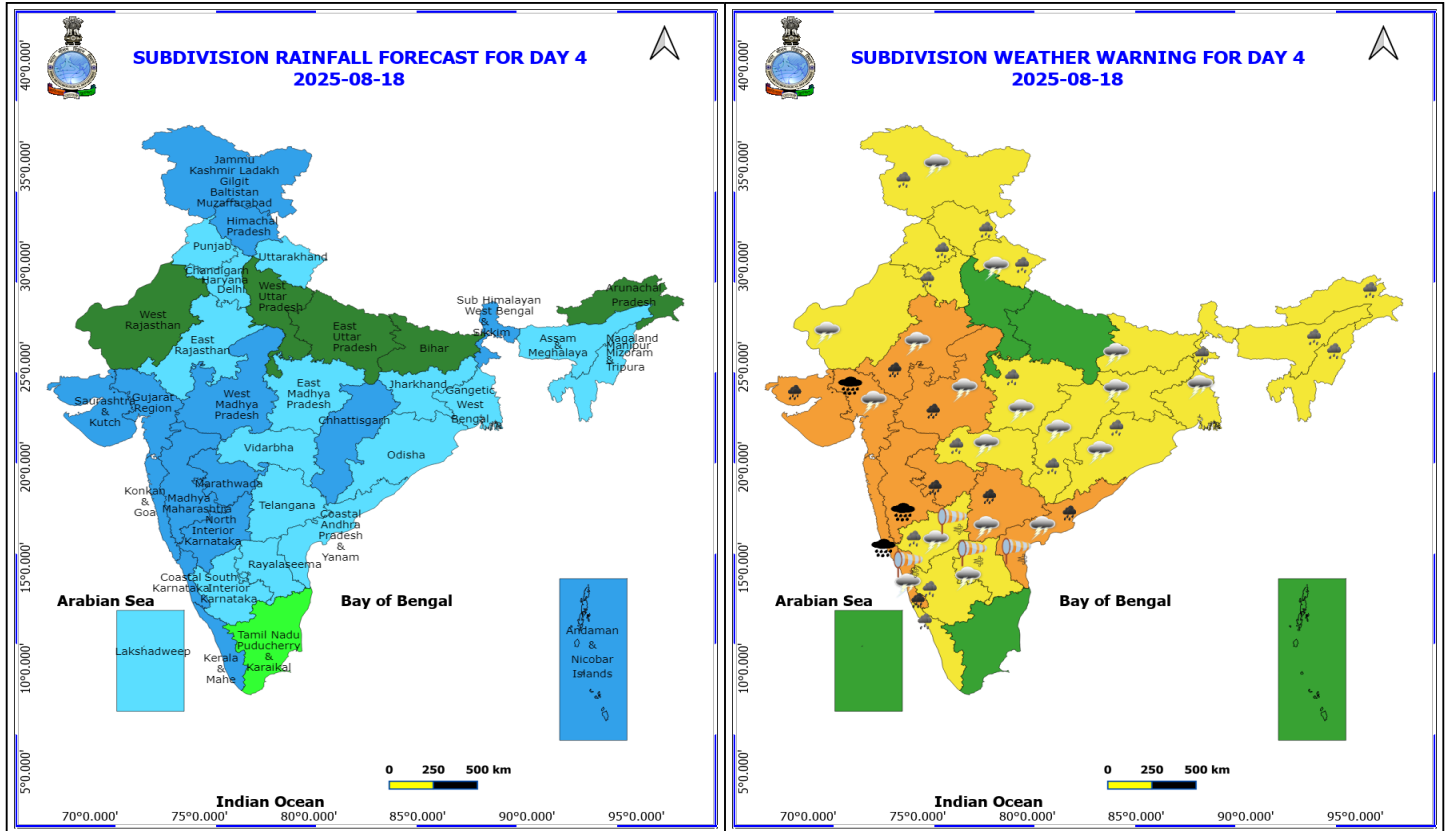 SUBDIVISION RAINFALL FORECAST FOR DAY 4
2025-08-18
40°0.000'
35°0.000'
30°0.000'
25°0.000'
20°0.000'
15°0.000'
10°0.000'
5°0.000'
Jammu
Kashmir Ladakh
Gilgit
Baltistan
Muzaffarabad
Himachal
Pradesh
Punjab
Uttarakhand
Chandigarh
Haryana
Delhi
West
Uttar
Pradesh
West
Rajasthan
East
Rajasthan
East
Uttar
Pradesh
Bihar
Sub Himalayan
West Bengal
&
Sikkim
Arunachal
Pradesh
Assam
&
Meghalaya
Nagaland
Manipur
Mizoram
&
Tripura
Saurashtra
&
Kutch
Gujarat
Region
West
Madhya
Pradesh
East
Madhya
Pradesh
Jharkhand
Gangetic
West
Bengal
Chhattisgarh
Vidarbha
Odisha
Konkan
&
Goa
Madhya
Maharashtra
Marathwada
North
Interior
Karnataka
Telangana
Coastal
Andhra
Pradesh
&
Yanam
Rayalaseema
Coastal
Karnataka
South
Interior
Karnataka
Arabian Sea
Bay of Bengal
Lakshadweep
Kerala
&
Mahe
Tamil Nadu
Puducherry
&
Karaikal
Andaman
&
Nicobar
Islands
0 250 500 km
Indian Ocean
70°0.000' 75°0.000' 80°0.000' 85°0.000' 90°0.000' 95°0.000'
SUBDIVISION WEATHER WARNING FOR DAY 4
2025-08-18
40°0.000'
35°0.000'
30°0.000'
25°0.000'
20°0.000'
15°0.000'
10°0.000'
5°0.000'
Arabian Sea
Bay of Bengal
0 250 500 km
Indian Ocean
70°0.000' 75°0.000' 80°0.000' 85°0.000' 90°0.000' 95°0.000'